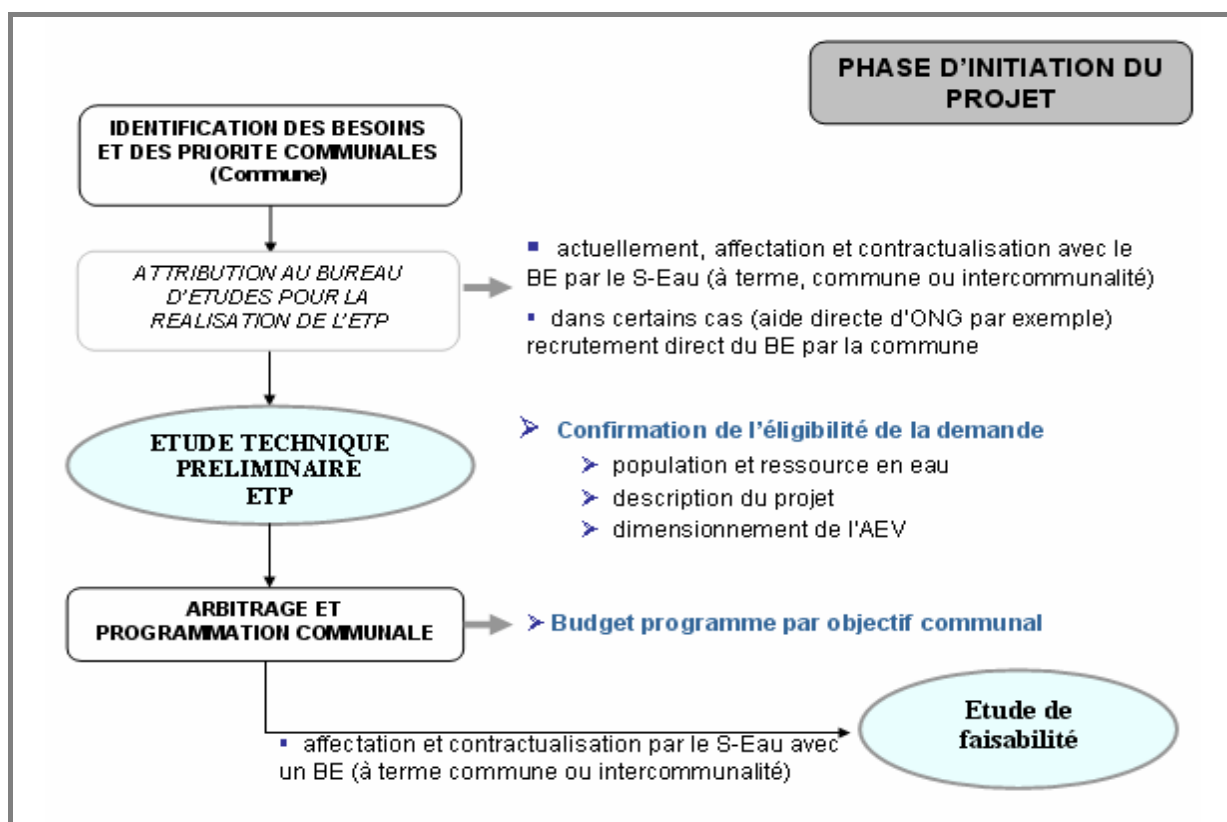 PHASE D'INITIATION DU
PROJET
IDENTIFICATION DES BESOINS
ET DES PRIORITE COMMUNALES
(Commune)
ATTRIBUTION AU BUREAU
D'ETUDES POUR LA
REALISATION DE L'ETP
▪ actuellement, affectation et contractualisation avec le
BE par le S-Eau (à terme, commune ou intercommunalité)
▪ dans certains cas (aide directe d'ONG par exemple)
recrutement direct du BE par la commune
ETUDE TECHNIQUE
PRELIMINAIRE
ETP
➢ Confirmation de l'éligibilité de la demande
➢ population et ressource en eau
➢ description du projet
➢ dimensionnement de l'AEV
ARBITRAGE ET
PROGRAMMATION COMMUNALE
➢ Budget programme par objectif communal
Etude de
faisabilité
▪ affectation et contractualisation par le S-Eau avec
un BE (à terme commune ou intercommunalité)